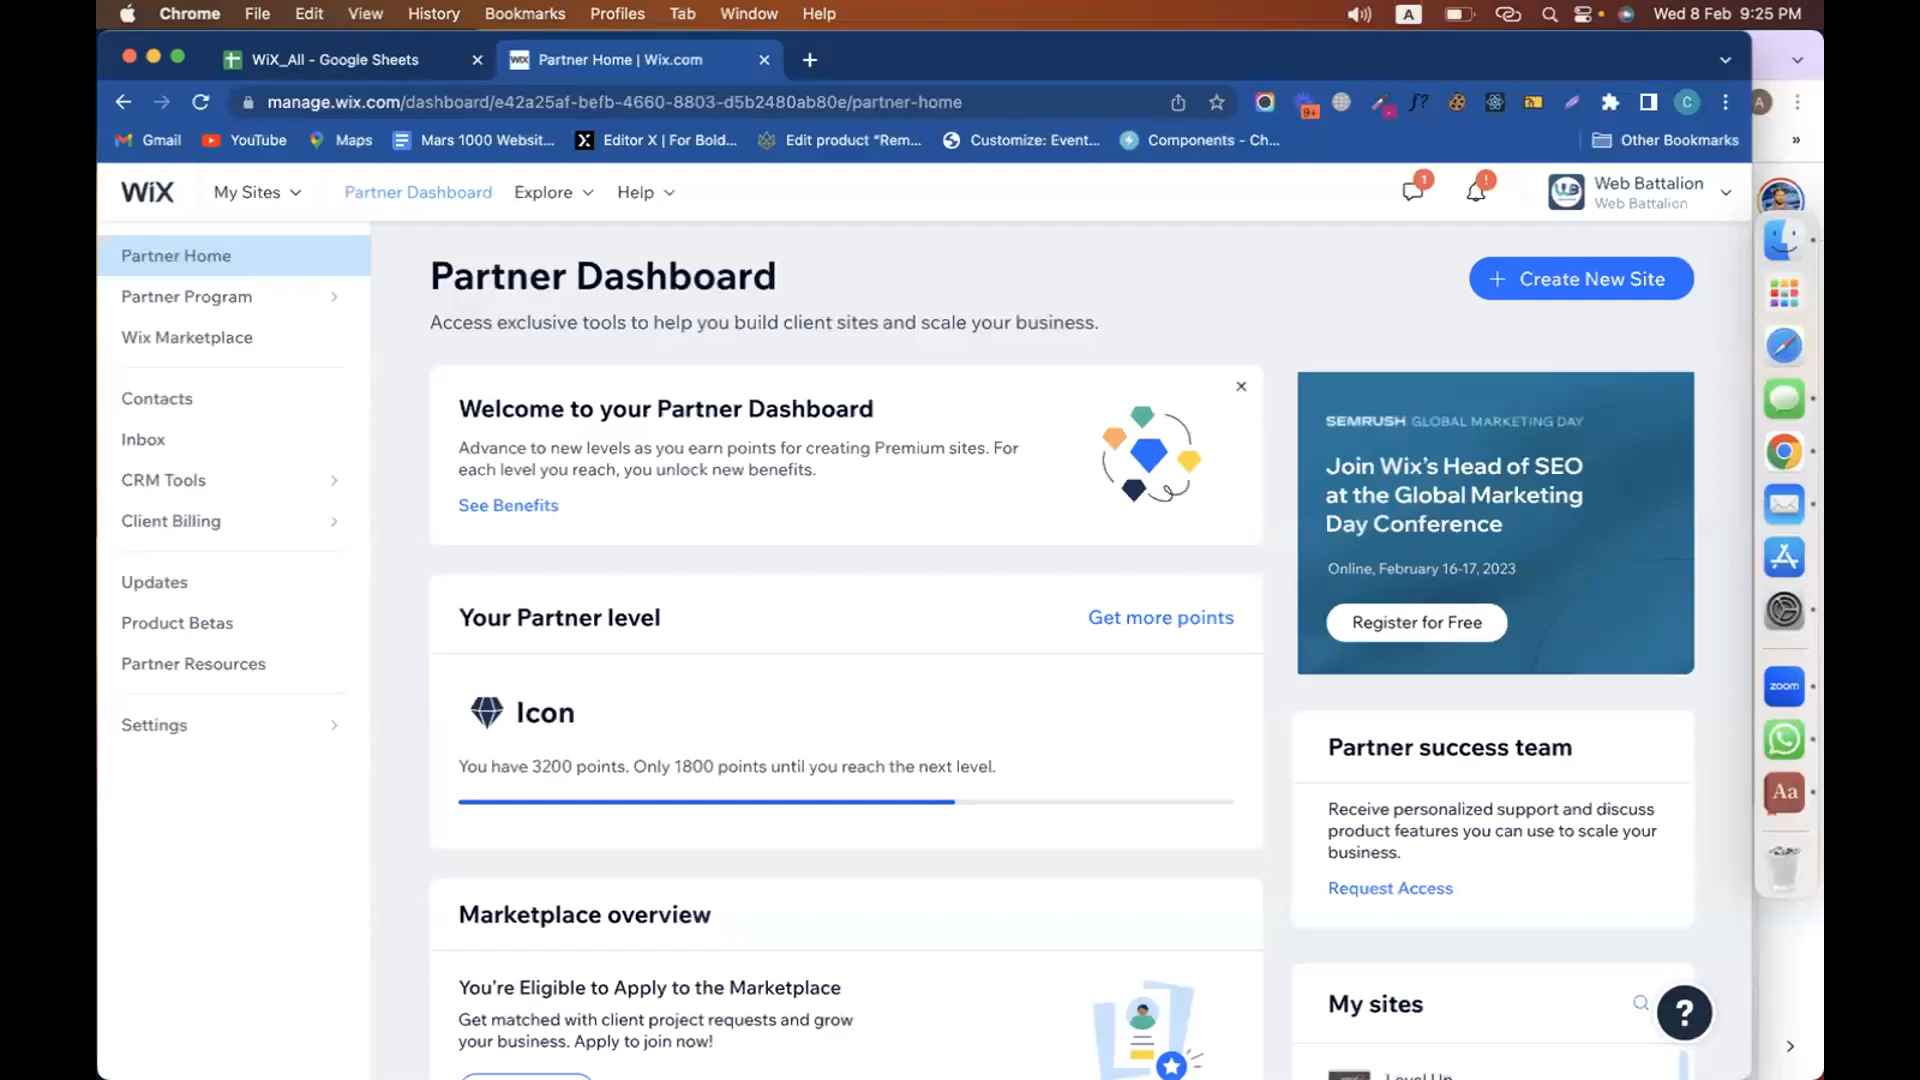 Chrome File Edit View History Bookmarks Profiles Tab Window Help A Wed 8 Feb 9:25 PM
WiX_All - Google Sheets Partner Home | Wix.com
manage.wix.com/dashboard/e42a25af-befb-4660-8803-d5b2480ab80e/partner-home f? 9+ C A
Gmail YouTube Maps Mars 1000 Websit... Editor X | For Bold... Edit product “Rem... Customize: Event... Components - Ch... Other Bookmarks »
WiX My Sites Partner Dashboard Explore Help 1 ! Web Battalion
Web Battalion
Partner Home
Partner Program
Wix Marketplace
Contacts
Inbox
CRM Tools
Client Billing
Updates
Product Betas
Partner Resources
Settings
Partner Dashboard
+ Create New Site
Access exclusive tools to help you build client sites and scale your business.
Welcome to your Partner Dashboard
Advance to new levels as you earn points for creating Premium sites. For
each level you reach, you unlock new benefits.
See Benefits
Your Partner level
Get more points
Icon
You have 3200 points. Only 1800 points until you reach the next level.
Marketplace overview
You're Eligible to Apply to the Marketplace
Get matched with client project requests and grow
your business. Apply to join now!
SEMRUSH GLOBAL MARKETING DAY
Join Wix’s Head of SEO
at the Global Marketing
Day Conference
Online, February 16-17, 2023
Register for Free
Partner success team
Receive personalized support and discuss
product features you can use to scale your
business.
Request Access
My sites
?
Level Up
zoom
Aa